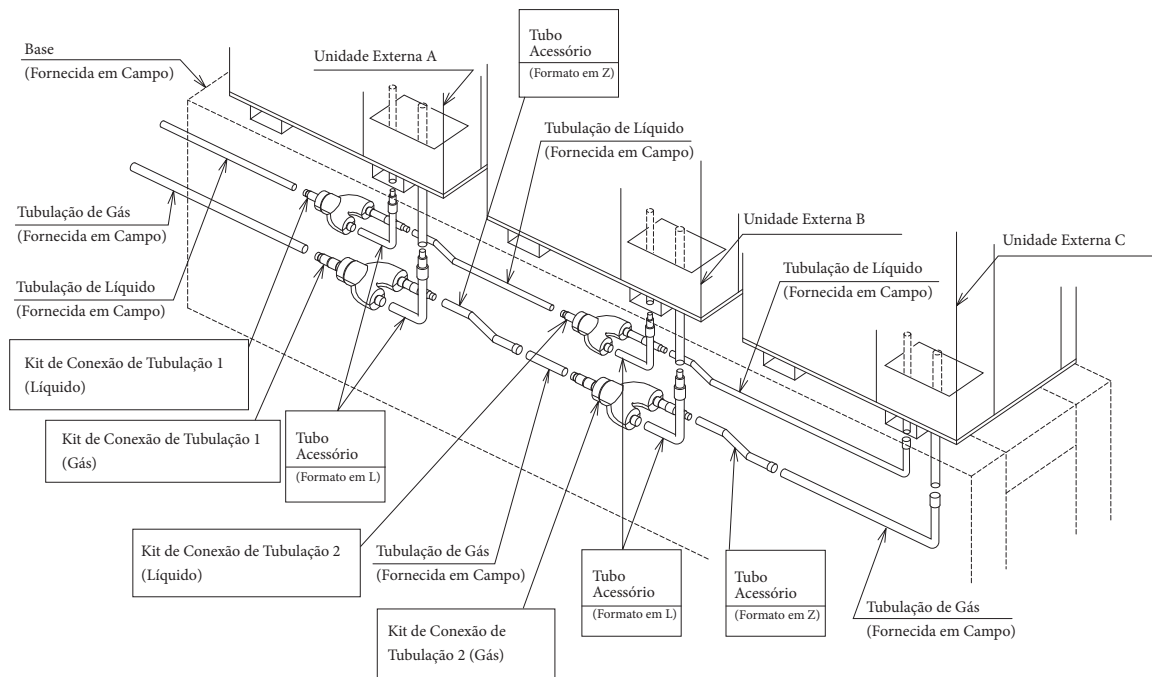 Tubo
Acessório
(Formato em Z)
Base
(Fornecida em Campo)
Unidade Externa A
Tubulação de Líquido
(Fornecida em Campo)
Unidade Externa B
Unidade Externa C
Tubulação de Líquido
(Fornecida em Campo)
Tubulação de Gás
(Fornecida em Campo)
Tubulação de Líquido
(Fornecida em Campo)
Kit de Conexão de Tubulação 1
(Líquido)
Kit de Conexão de Tubulação 1
(Gás)
Tubo
Acessório
(Formato em L)
Kit de Conexão de Tubulação 2
(Líquido)
Tubulação de Gás
(Fornecida em Campo)
Kit de Conexão de
Tubulação 2 (Gás)
Tubo
Acessório
(Formato em L)
Tubo
Acessório
(Formato em Z)
Tubulação de Gás
(Fornecida em Campo)